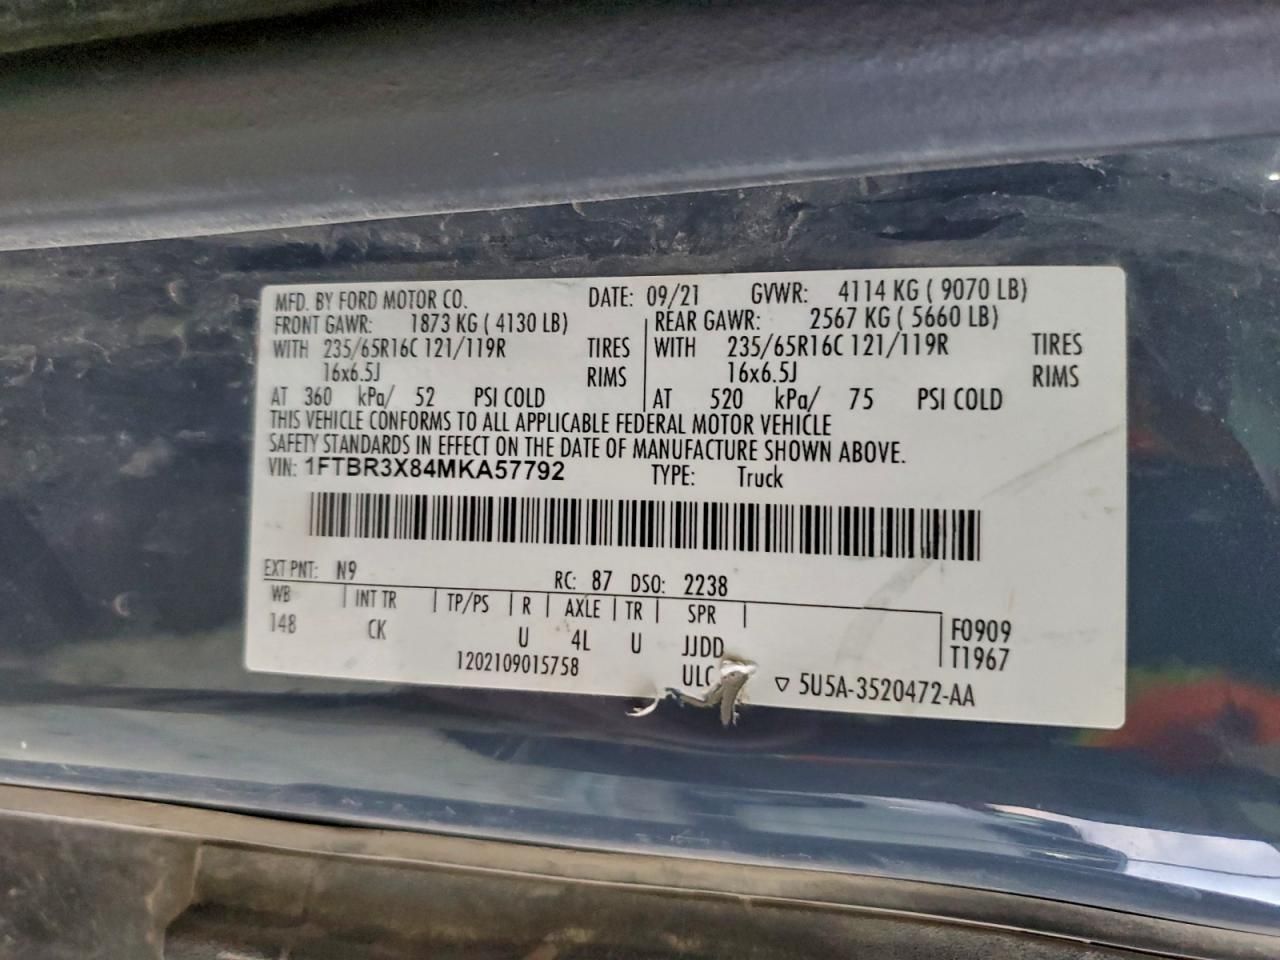 MFD. BY FORD MOTOR CO. DATE: 09/21 GVWR: 4114 KG ( 9070 LB)
FRONT GAWR: 1873 KG ( 4130 LB) REAR GAWR: 2567 KG ( 5660 LB)
WITH 235/65R16C 121/119R TIRES WITH 235/65R16C 121/119R TIRES
16x6.5J RIMS 16x6.5J RIMS
AT 360 kPa/ 52 PSI COLD AT 520 kPa/ 75 PSI COLD
THIS VEHICLE CONFORMS TO ALL APPLICABLE FEDERAL MOTOR VEHICLE
SAFETY STANDARDS IN EFFECT ON THE DATE OF MANUFACTURE SHOWN ABOVE.
VIN: 1FTBR3X84MKA57792 TYPE: Truck
EXT PNT: N9 RC: 87 DSO: 2238
WB INT TR TP/PS R AXLE TR SPR
148 CK U 4L U JJDD F0909
1202109015758 ULC T1967
▽ 5U5A-3520472-AA